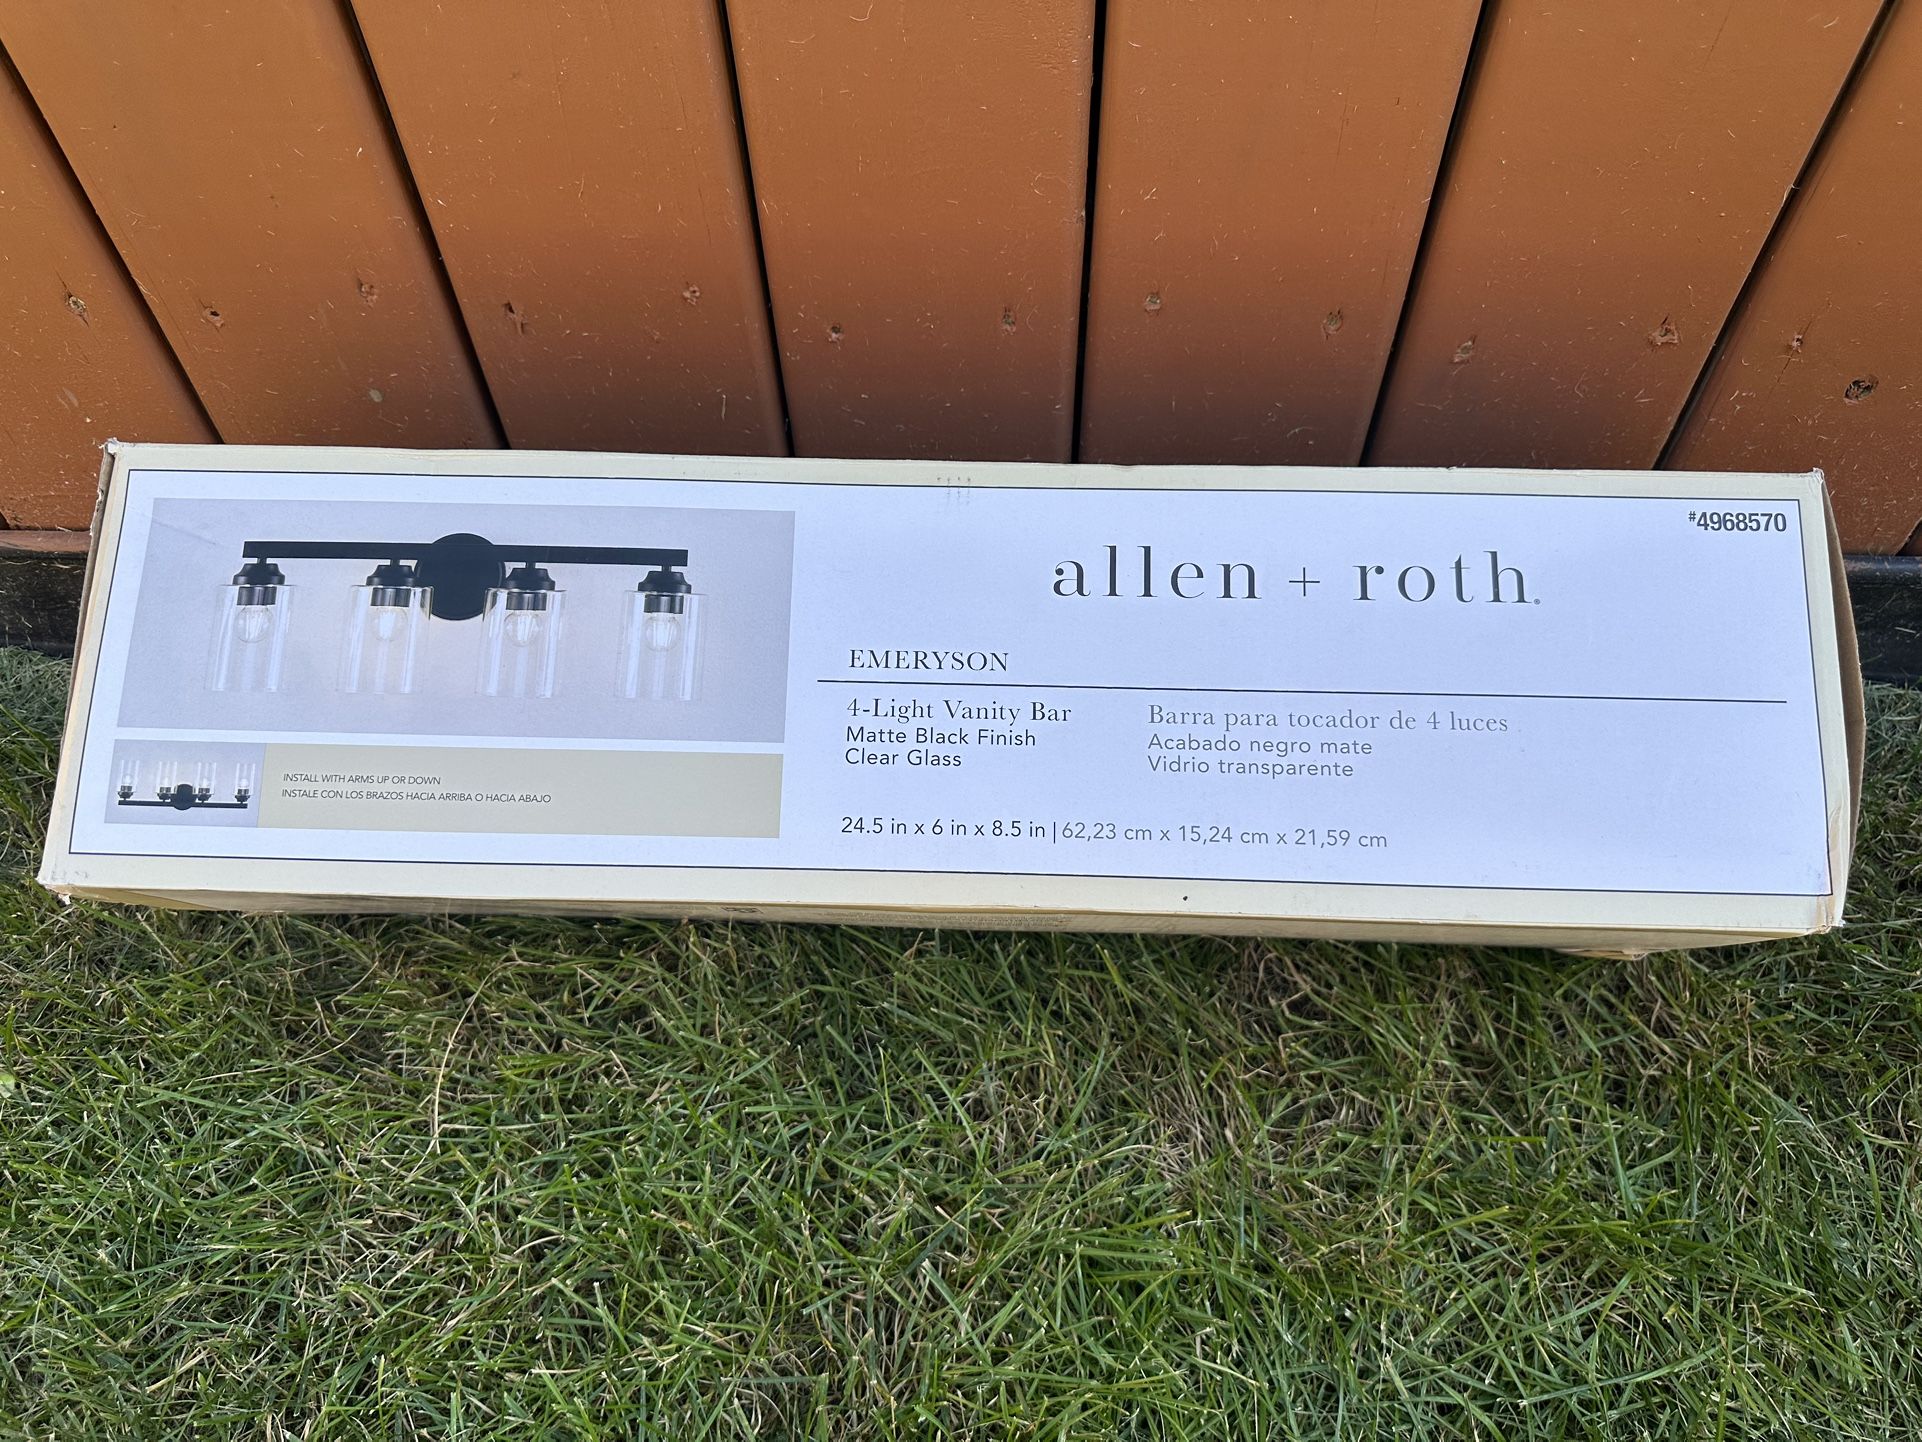 #4968570
allen + roth®
EMERYSON
4-Light Vanity Bar
Matte Black Finish
Clear Glass
Barra para tocador de 4 luces
Acabado negro mate
Vidrio transparente
24.5 in x 6 in x 8.5 in | 62,23 cm x 15,24 cm x 21,59 cm
INSTALL WITH ARMS UP OR DOWN
INSTALE CON LOS BRAZOS HACIA ARRIBA O HACIA ABAJO